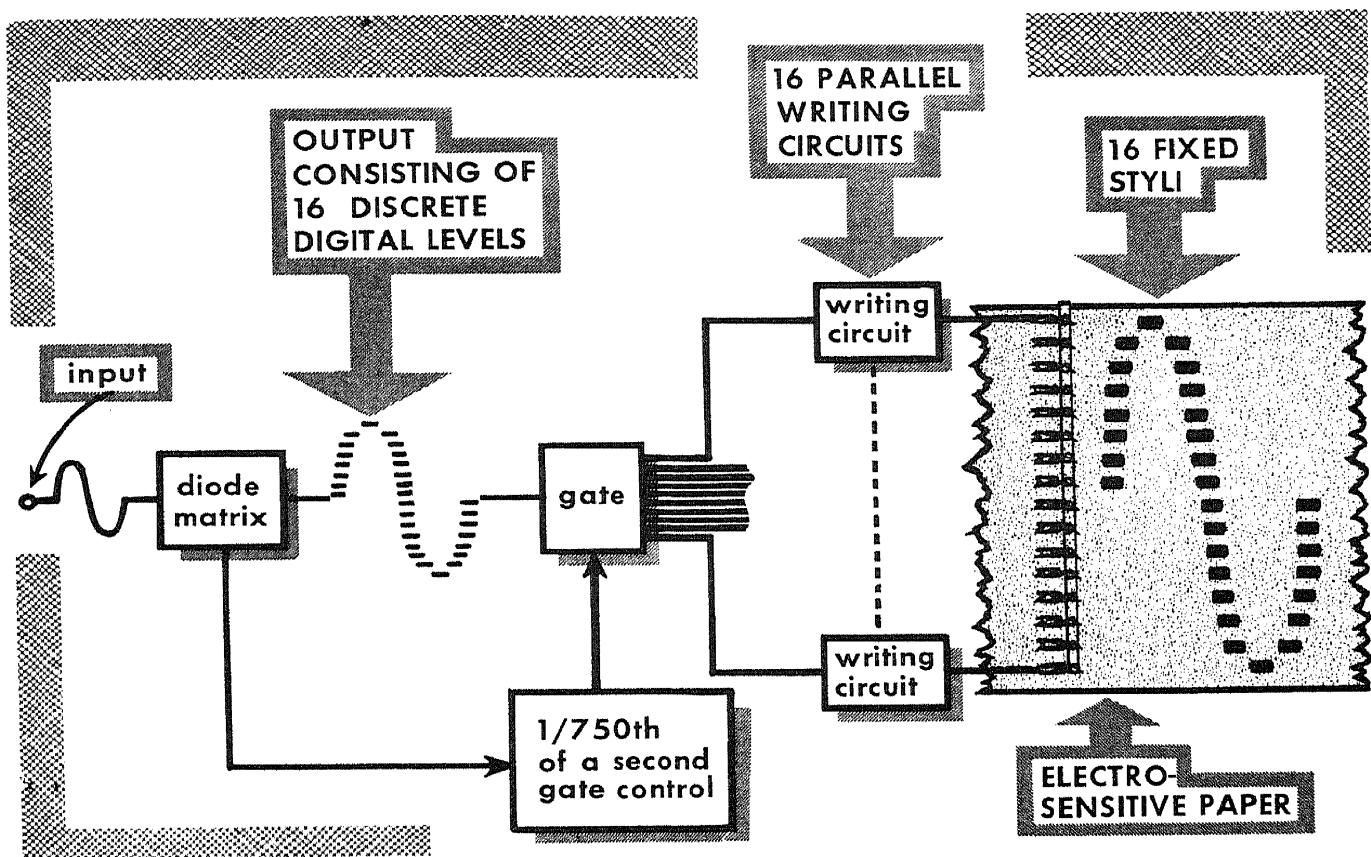 16 PARALLEL
WRITING
CIRCUITS
OUTPUT
CONSISTING OF
16 DISCRETE
DIGITAL LEVELS
16 FIXED
STYLI
input
writing
circuit
diode
matrix
gate
writing
circuit
1/750th
of a second
gate control
ELECTRO-
SENSITIVE PAPER